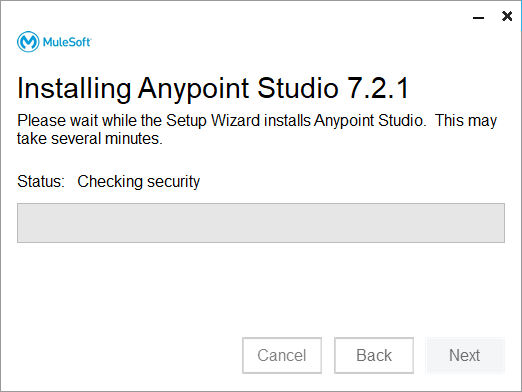 MuleSoft
Installing Anypoint Studio 7.2.1
Please wait while the Setup Wizard installs Anypoint Studio. This may
take several minutes.
Status: Checking security
Cancel Back Next